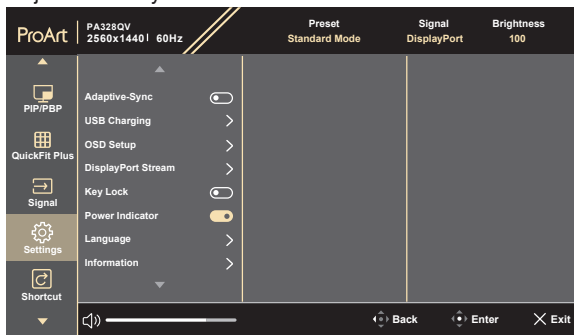 ProArt
PA328QV
2560x1440 60Hz
Preset
Standard Mode
Signal
DisplayPort
Brightness
100
PIP/PBP
QuickFit Plus
Signal
Settings
Shortcut
Adaptive-Sync
USB Charging
OSD Setup
DisplayPort Stream
Key Lock
Power Indicator
Language
Information
Back
Enter
Exit